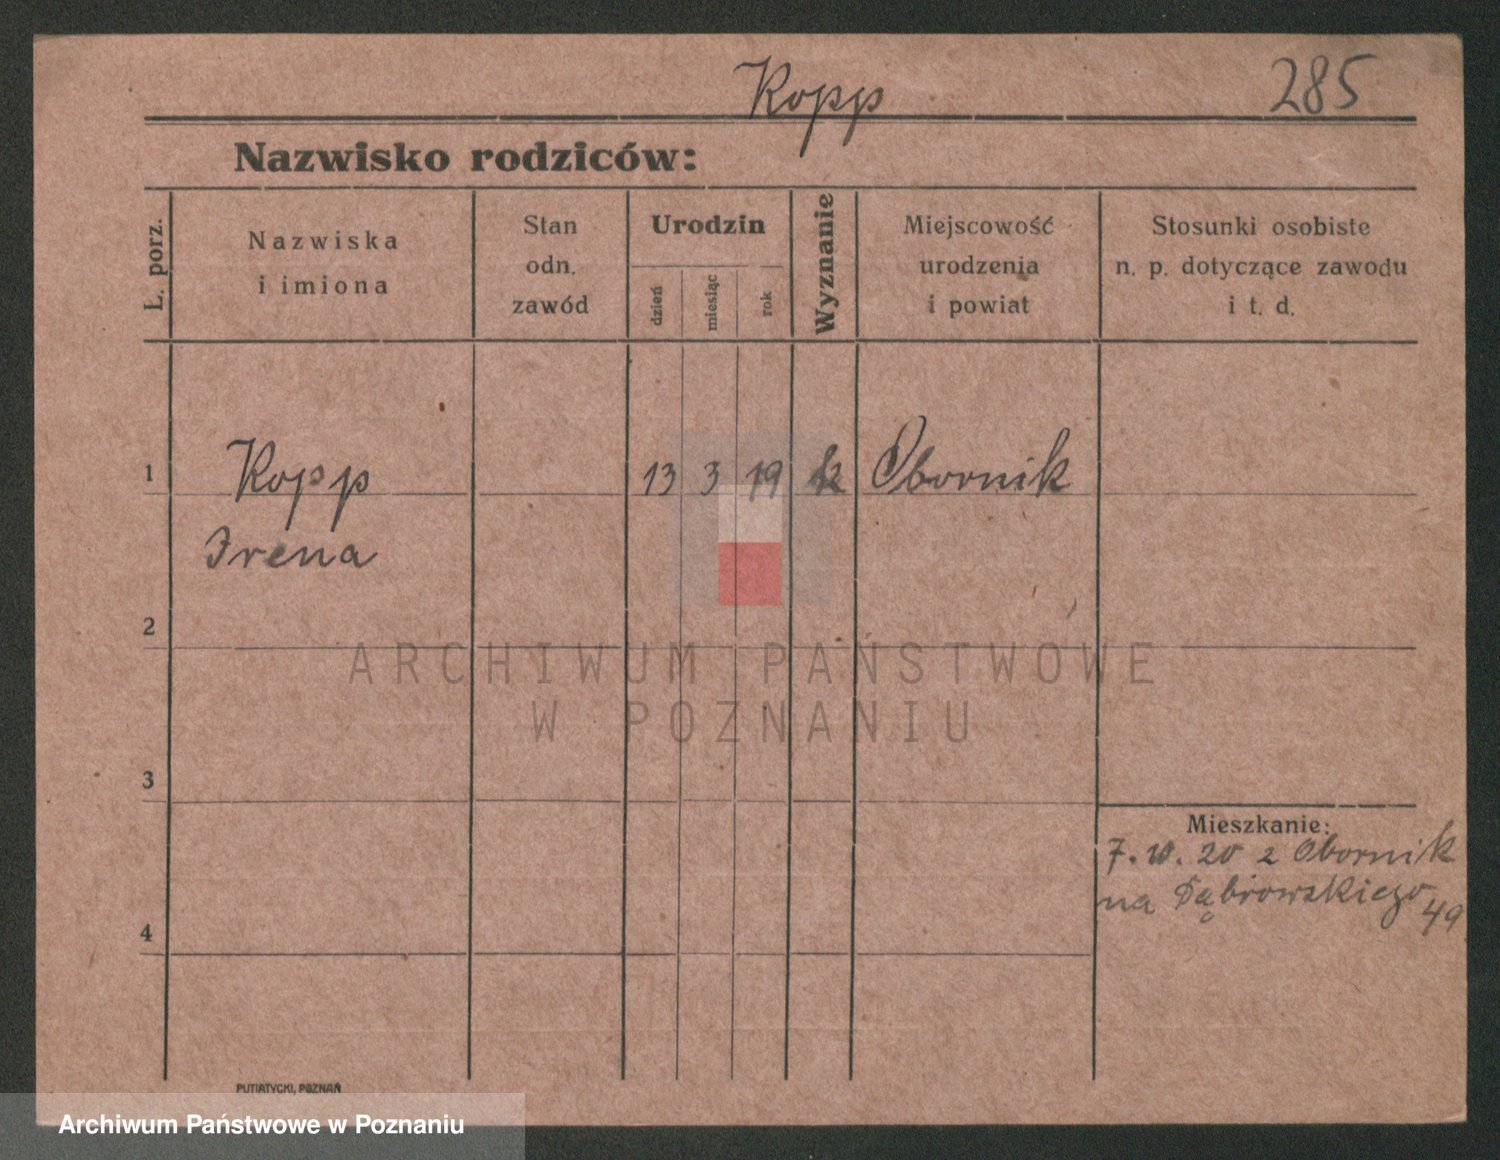 Kopp 285
Nazwisko rodziców:
L. porz.
Nazwiska
i imiona
Stan
odn.
zawód
Urodzin
dzień
miesiąc
rok
Wyznanie
Miejscowość
urodzenia
i powiat
Stosunki osobiste
n. p. dotyczące zawodu
i t. d.
1 Kopp 13 3 19 k Obornik
Irena
2
ARCHIWUM PAŃSTWOWE
W POZNANIU
3
Mieszkanie:
7. 10. 20 z Obornik
na Dąbrowskiego 49
4
PUTIATYCKI, POZNAŃ
Archiwum Państwowe w Poznaniu